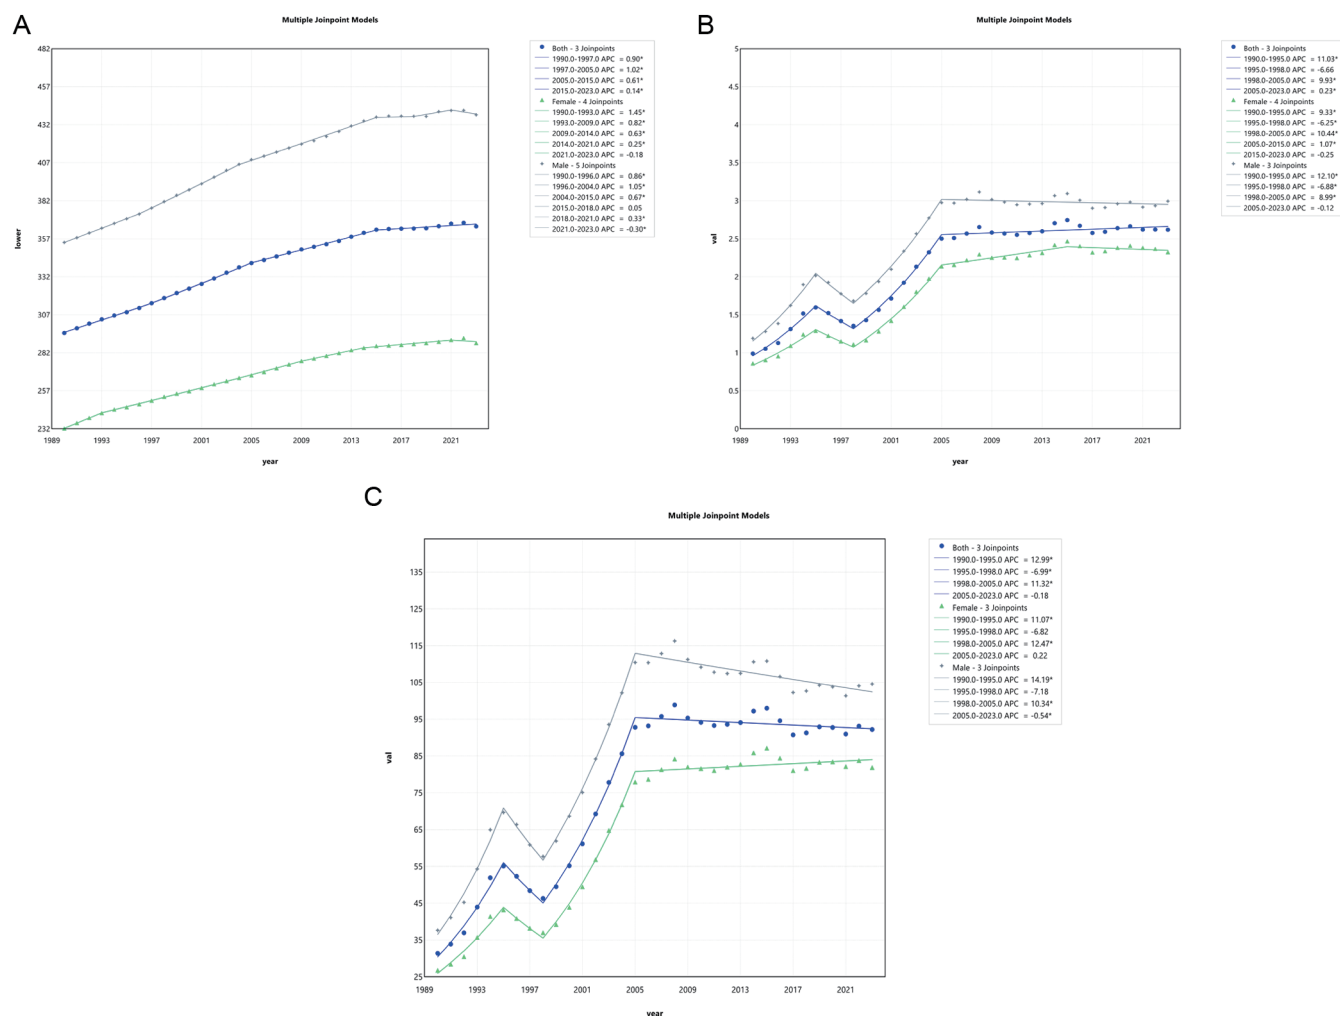 A
Multiple Joinpoint Models
482
457
432
407
382
357
332
307
282
257
232
lower
1989
1993
1997
2001
2005
2009
2013
2017
2021
year
Both - 3 Joinpoints
1990.0-1997.0 APC = 0.90*
1997.0-2005.0 APC = 1.02*
2005.0-2015.0 APC = 0.61*
2015.0-2023.0 APC = 0.14*
Female - 4 Joinpoints
1990.0-1993.0 APC = 1.45*
1993.0-2009.0 APC = 0.82*
2009.0-2014.0 APC = 0.63*
2014.0-2021.0 APC = 0.25*
2021.0-2023.0 APC = -0.18
Male - 5 Joinpoints
1990.0-1996.0 APC = 0.86*
1996.0-2004.0 APC = 1.05*
2004.0-2015.0 APC = 0.67*
2015.0-2018.0 APC = 0.05
2018.0-2021.0 APC = 0.33*
2021.0-2023.0 APC = -0.30*
B
Multiple Joinpoint Models
5
4.5
4
3.5
3
2.5
2
1.5
1
0.5
0
val
1989
1993
1997
2001
2005
2009
2013
2017
2021
year
Both - 3 Joinpoints
1990.0-1995.0 APC = 11.03*
1995.0-1998.0 APC = -6.66
1998.0-2005.0 APC = 9.93*
2005.0-2023.0 APC = 0.23*
Female - 4 Joinpoints
1990.0-1995.0 APC = 9.33*
1995.0-1998.0 APC = -6.25*
1998.0-2005.0 APC = 10.44*
2005.0-2015.0 APC = 1.07*
2015.0-2023.0 APC = -0.25
Male - 3 Joinpoints
1990.0-1995.0 APC = 12.10*
1995.0-1998.0 APC = -6.88*
1998.0-2005.0 APC = 8.99*
2005.0-2023.0 APC = -0.12
C
Multiple Joinpoint Models
135
125
115
105
95
85
75
65
55
45
35
25
val
1989
1993
1997
2001
2005
2009
2013
2017
2021
year
Both - 3 Joinpoints
1990.0-1995.0 APC = 12.99*
1995.0-1998.0 APC = -6.99*
1998.0-2005.0 APC = 11.32*
2005.0-2023.0 APC = -0.18
Female - 3 Joinpoints
1990.0-1995.0 APC = 11.07*
1995.0-1998.0 APC = -6.82
1998.0-2005.0 APC = 12.47*
2005.0-2023.0 APC = 0.22
Male - 3 Joinpoints
1990.0-1995.0 APC = 14.19*
1995.0-1998.0 APC = -7.18
1998.0-2005.0 APC = 10.34*
2005.0-2023.0 APC = -0.54*